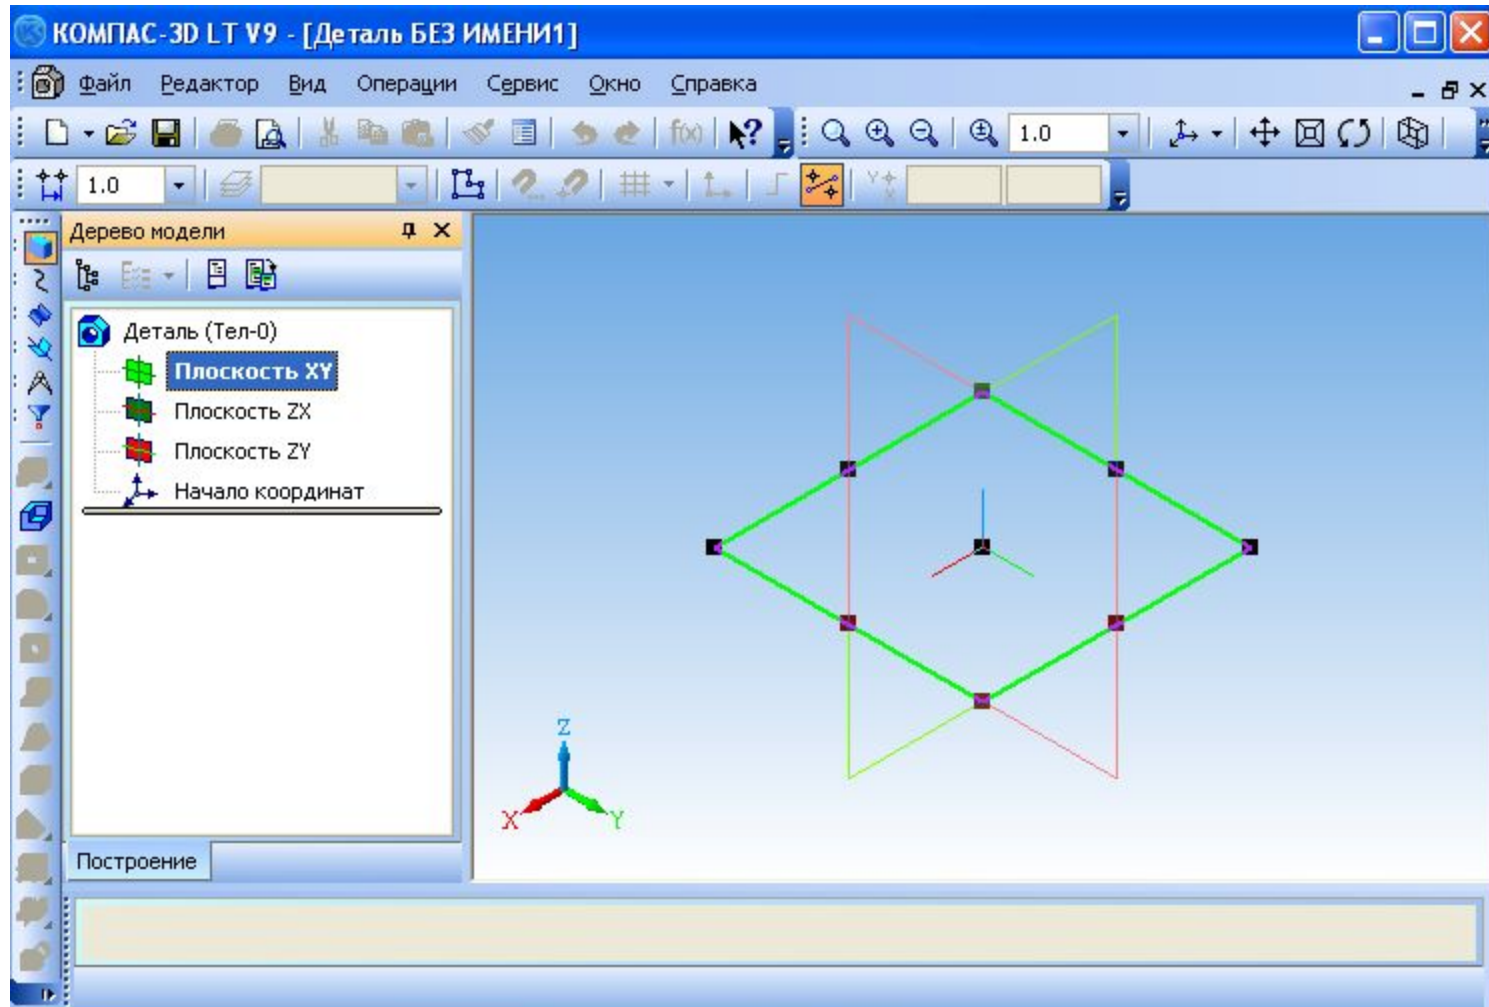 КОМПАС-3D LT V9 - [Деталь БЕЗ ИМЕНИ1]
Файл Редактор Вид Операции Сервис Окно Справка
f(x) 1.0
1.0
Дерево модели
Деталь (Тел-0)
Плоскость XY
Плоскость ZX
Плоскость ZY
Начало координат
Z
X Y
Построение